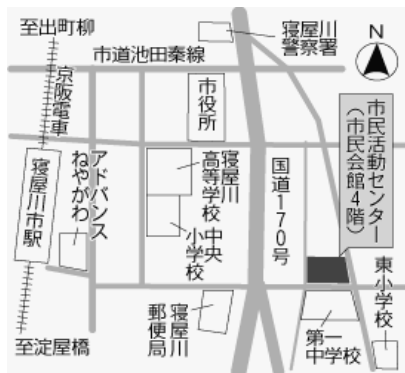 至出町柳
京阪電車
市道池田秦線
寝屋川
警察署
N
市役所
市民活動センター
（市民会館4階）
寝屋川市駅
アドバンス
ねやがわ
寝屋川
高等学校
中央
小学校
国道170号
東小学校
寝屋川
郵便局
第一
中学校
至淀屋橋